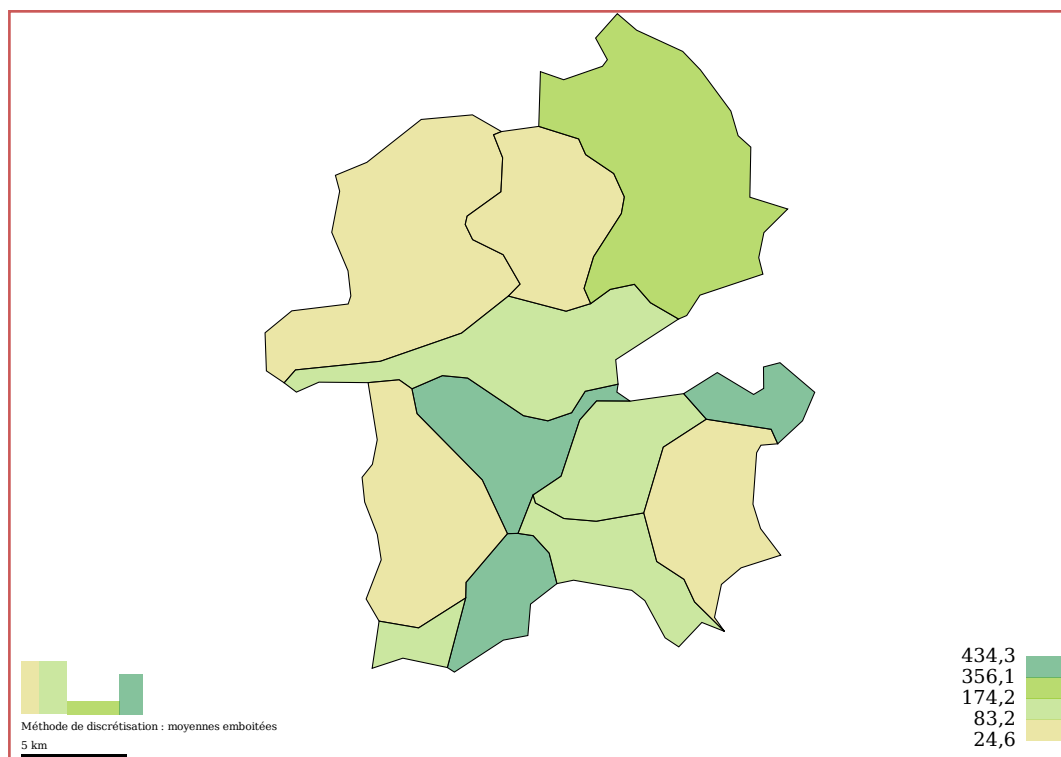 434,3
356,1
174,2
83,2
24,6
Méthode de discrétisation : moyennes emboitées
5 km